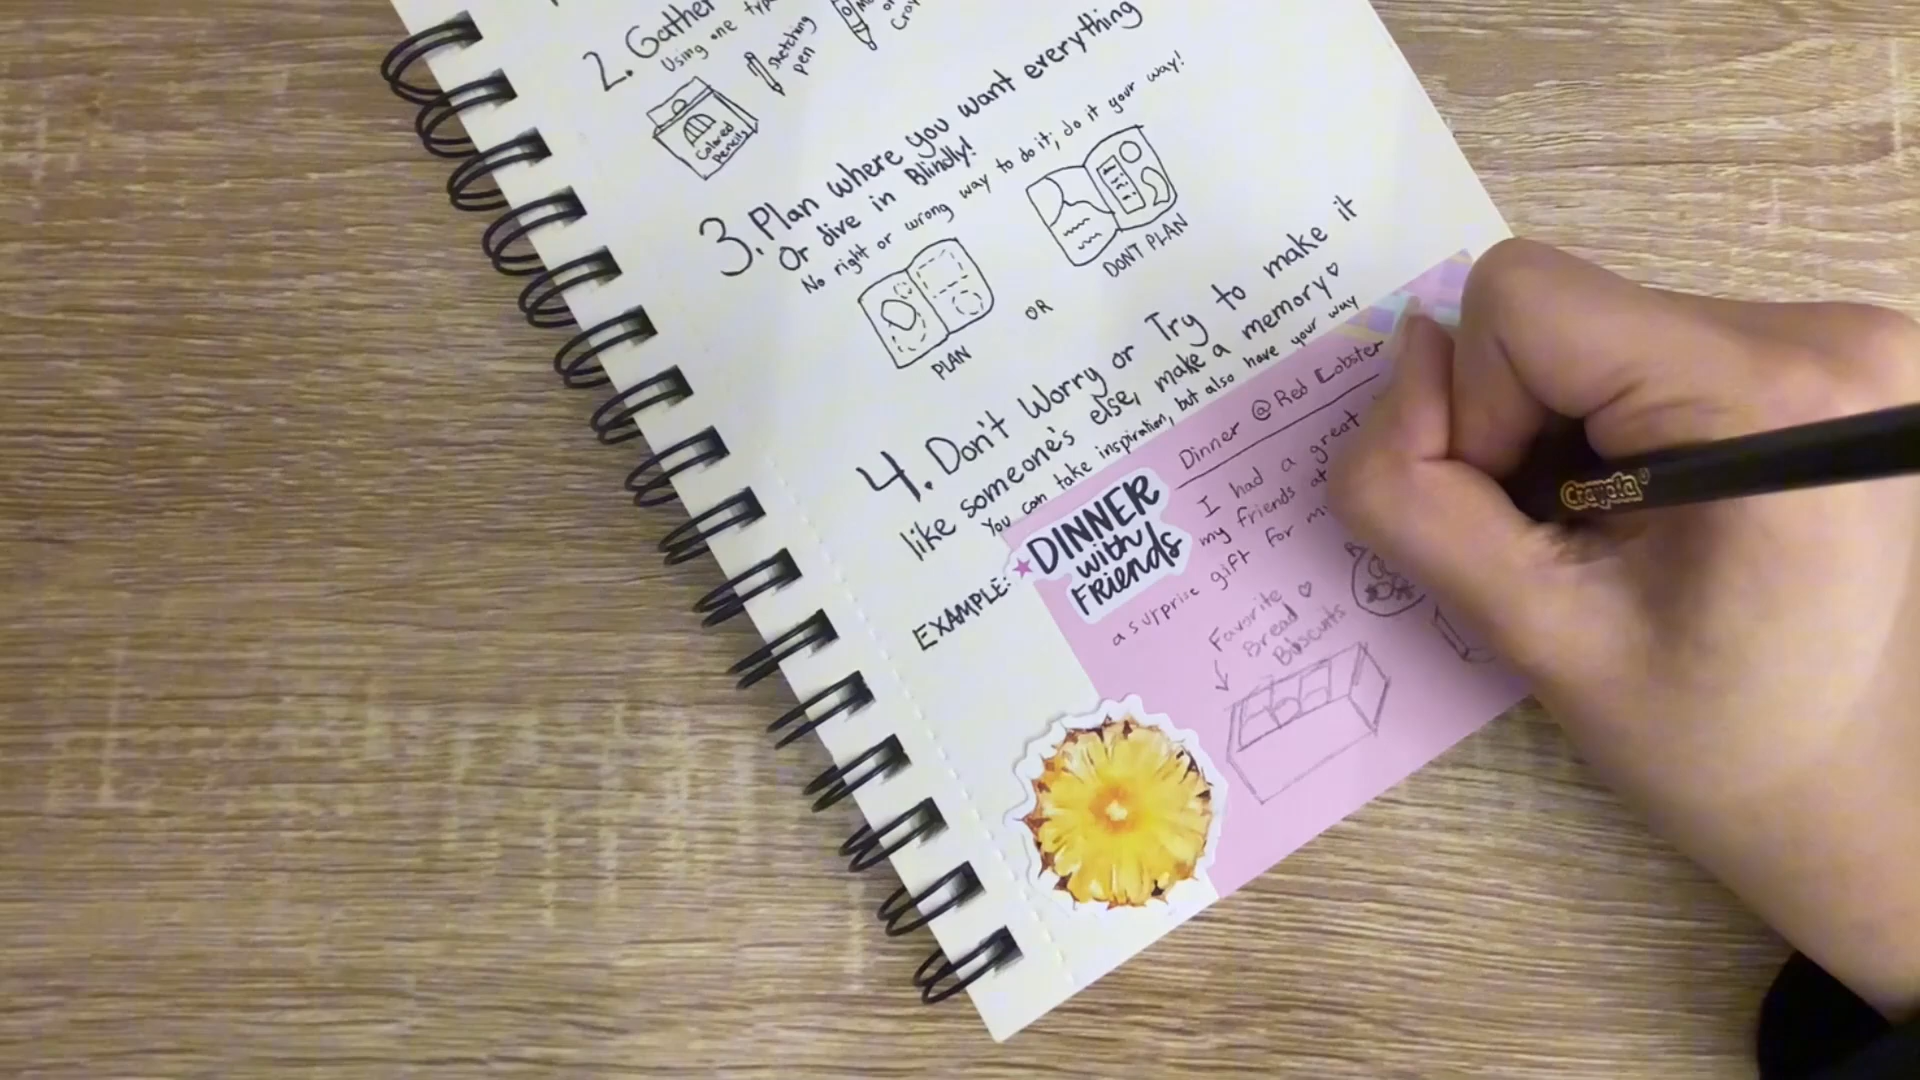 2. Gather
Using one
Colored
Pencils
Sketching
pen
3. Plan where you want everything
Or dive in Blindly!
No right or wrong way to do it; do it your way!
PLAN
OR
DON'T PLAN
4. Don't Worry or Try to make it
like someone's else, make a memory♡
You can take inspiration, but also have your way
EXAMPLE:
DINNER
with
FRIENDS
Dinner @ Red Lobster
I had a great
my friends at
a surprise gift for
Favorite
Bread ♡
Biscuits
Crayola